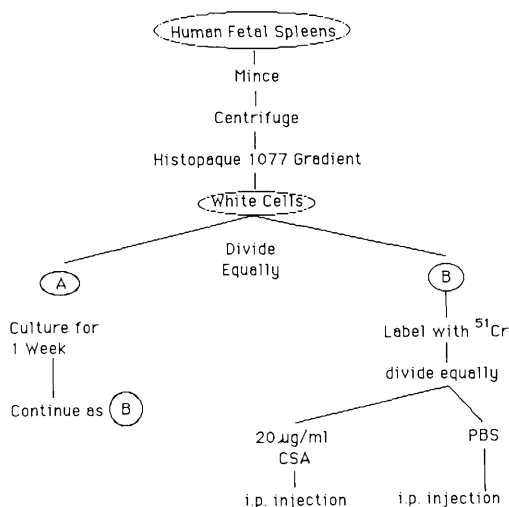 Human Fetal Spleens
Mince
Centrifuge
Histopaque 1077 Gradient
White Cells
Divide
Equally
A
B
Culture for
1 Week
Label with ⁵¹Cr
divide equally
Continue as B
20 µg/ml
CSA
PBS
i.p. injection
i.p. injection